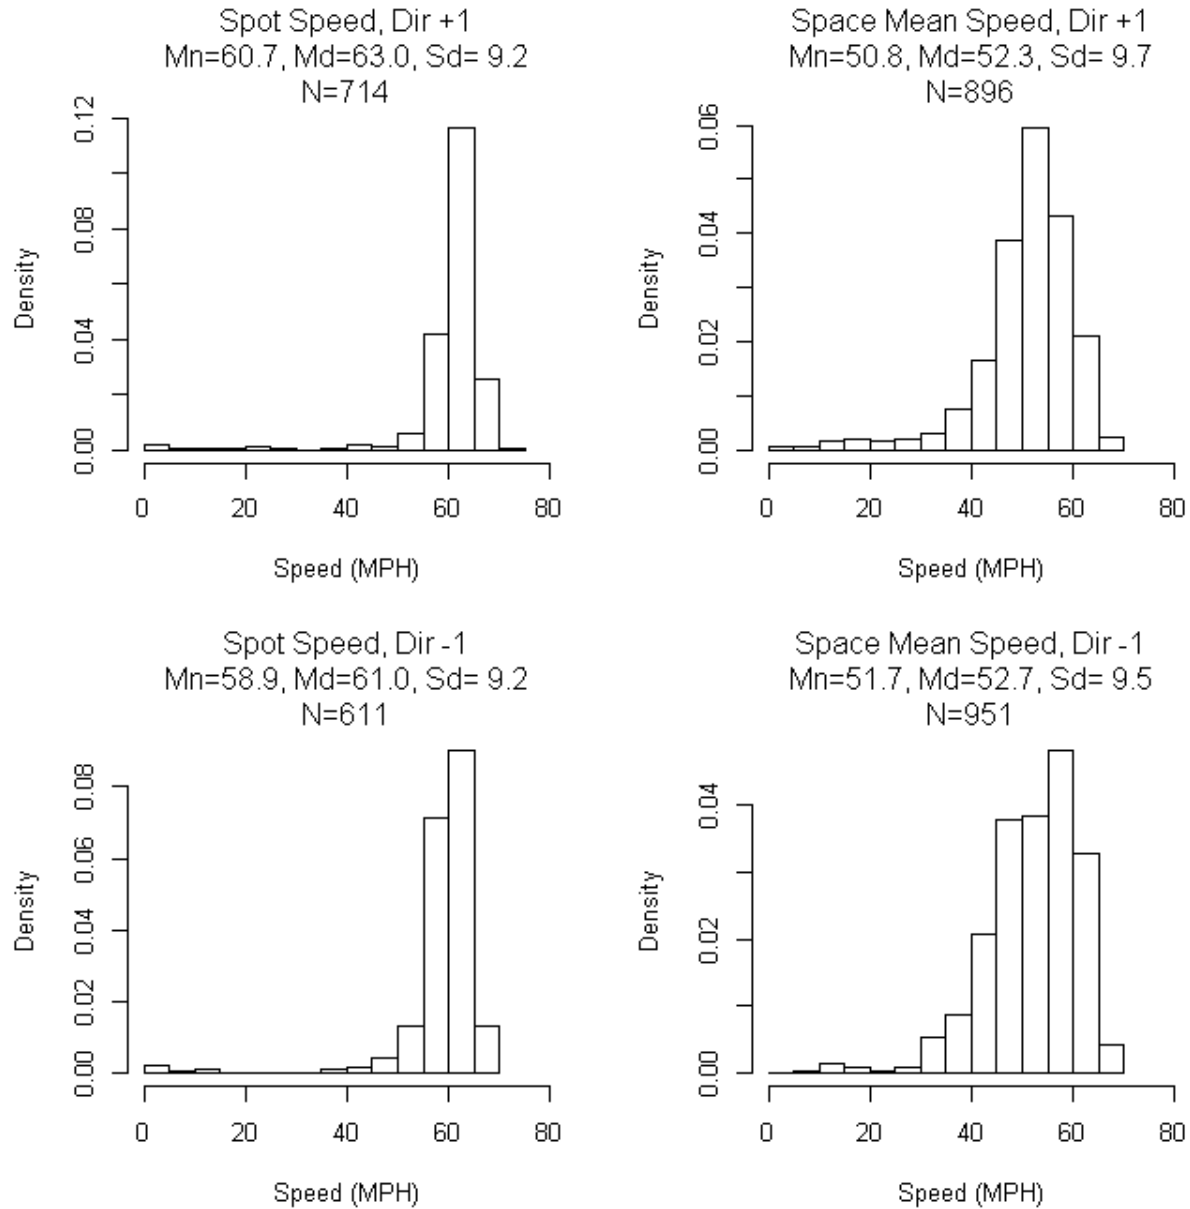 Spot Speed, Dir +1
Mn=60.7, Md=63.0, Sd= 9.2
N=714
0.12
0.08
0.04
0.00
Density
0 20 40 60 80
Speed (MPH)
Space Mean Speed, Dir +1
Mn=50.8, Md=52.3, Sd= 9.7
N=896
0.06
0.04
0.02
0.00
Density
0 20 40 60 80
Speed (MPH)
Spot Speed, Dir -1
Mn=58.9, Md=61.0, Sd= 9.2
N=611
0.08
0.06
0.04
0.02
0.00
Density
0 20 40 60 80
Speed (MPH)
Space Mean Speed, Dir -1
Mn=51.7, Md=52.7, Sd= 9.5
N=951
0.04
0.02
0.00
Density
0 20 40 60 80
Speed (MPH)